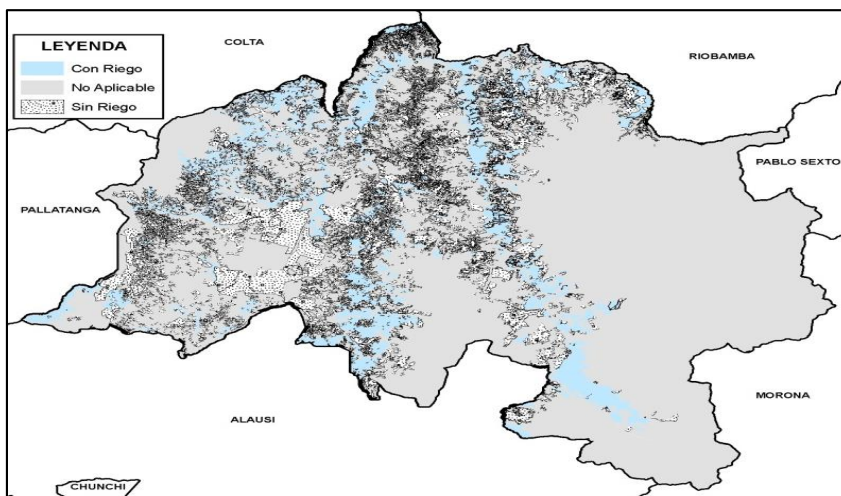 LEYENDA
Con Riego
No Aplicable
Sin Riego
COLTA
RIOBAMBA
PABLO SEXTO
PALLATANGA
MORONA
ALAUSI
CHUNCHI